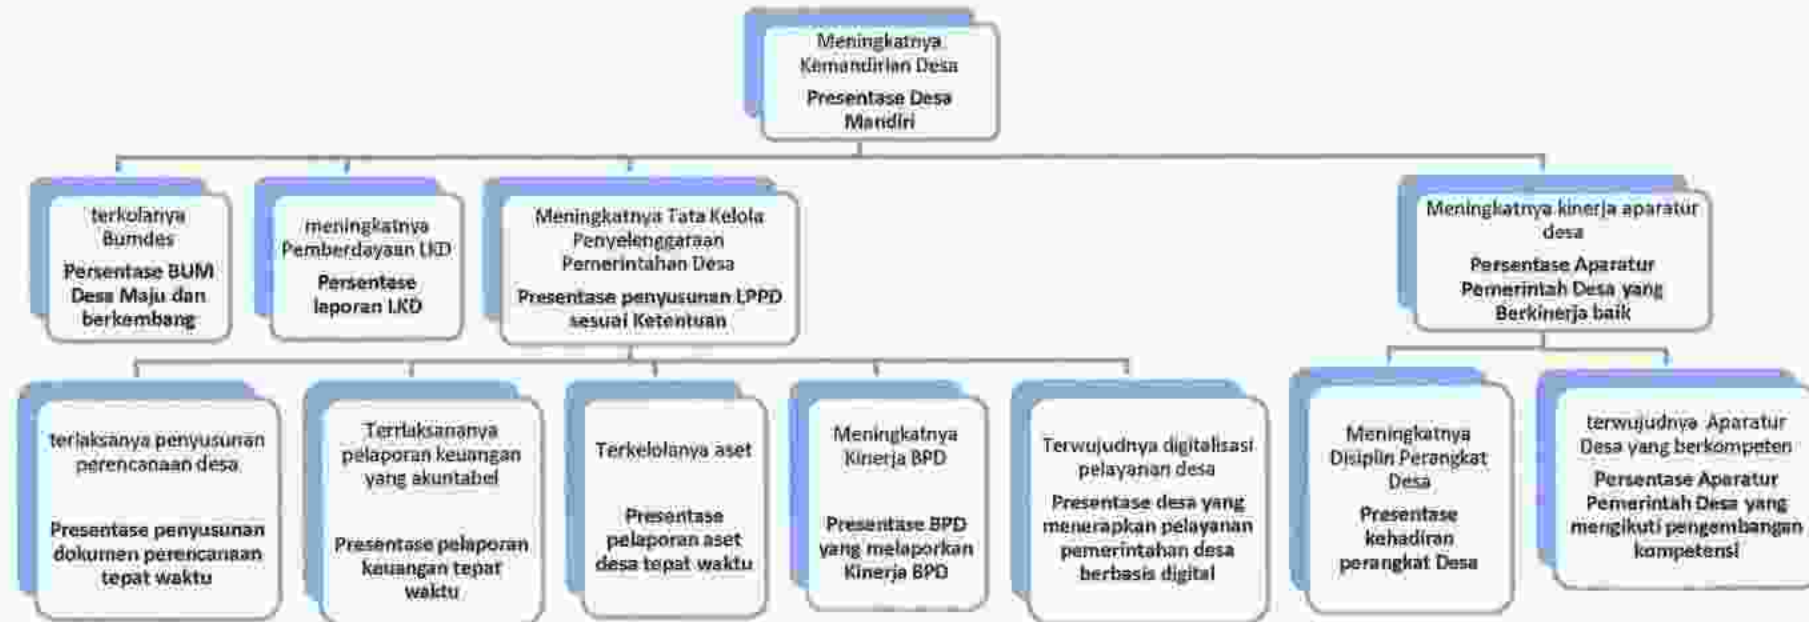 Meningkatnya
Kemandirian Desa
Presentase Desa
Mandiri
terkolanya
Bumdes
Persentase BUM
Desa Maju dan
berkembang
meningkatnya
Pemberdayaan LKD
Persentase
laporan LKD
Meningkatnya Tata Kelola
Penyelenggaraan
Pemerintahan Desa
Presentase penyusunan LPPD
sesuai Ketentuan
Meningkatnya kinerja aparatur
desa
Persentase Aparatur
Pemerintah Desa yang
Berkinerja baik
terlaksanya penyusunan
perencanaan desa
Presentase penyusunan
dokumen perencanaan
tepat waktu
Terrlaksananya
pelaporan keuangan
yang akuntabel
Presentase pelaporan
keuangan tepat
waktu
Terkelolanya aset
Presentase
pelaporan aset
desa tepat waktu
Meningkatnya
Kinerja BPD
Presentase BPD
yang melaporkan
Kinerja BPD
Terwujudnya digitalisasi
pelayanan desa
Presentase desa yang
menerapkan pelayanan
pemerintahan desa
berbasis digital
Meningkatnya
Disiplin Perangkat
Desa
Presentase
kehadiran
perangkat Desa
terwujudnya Aparatur
Desa yang berkompeten
Persentase Aparatur
Pemerintah Desa yang
mengikuti pengembangan
kompetensi